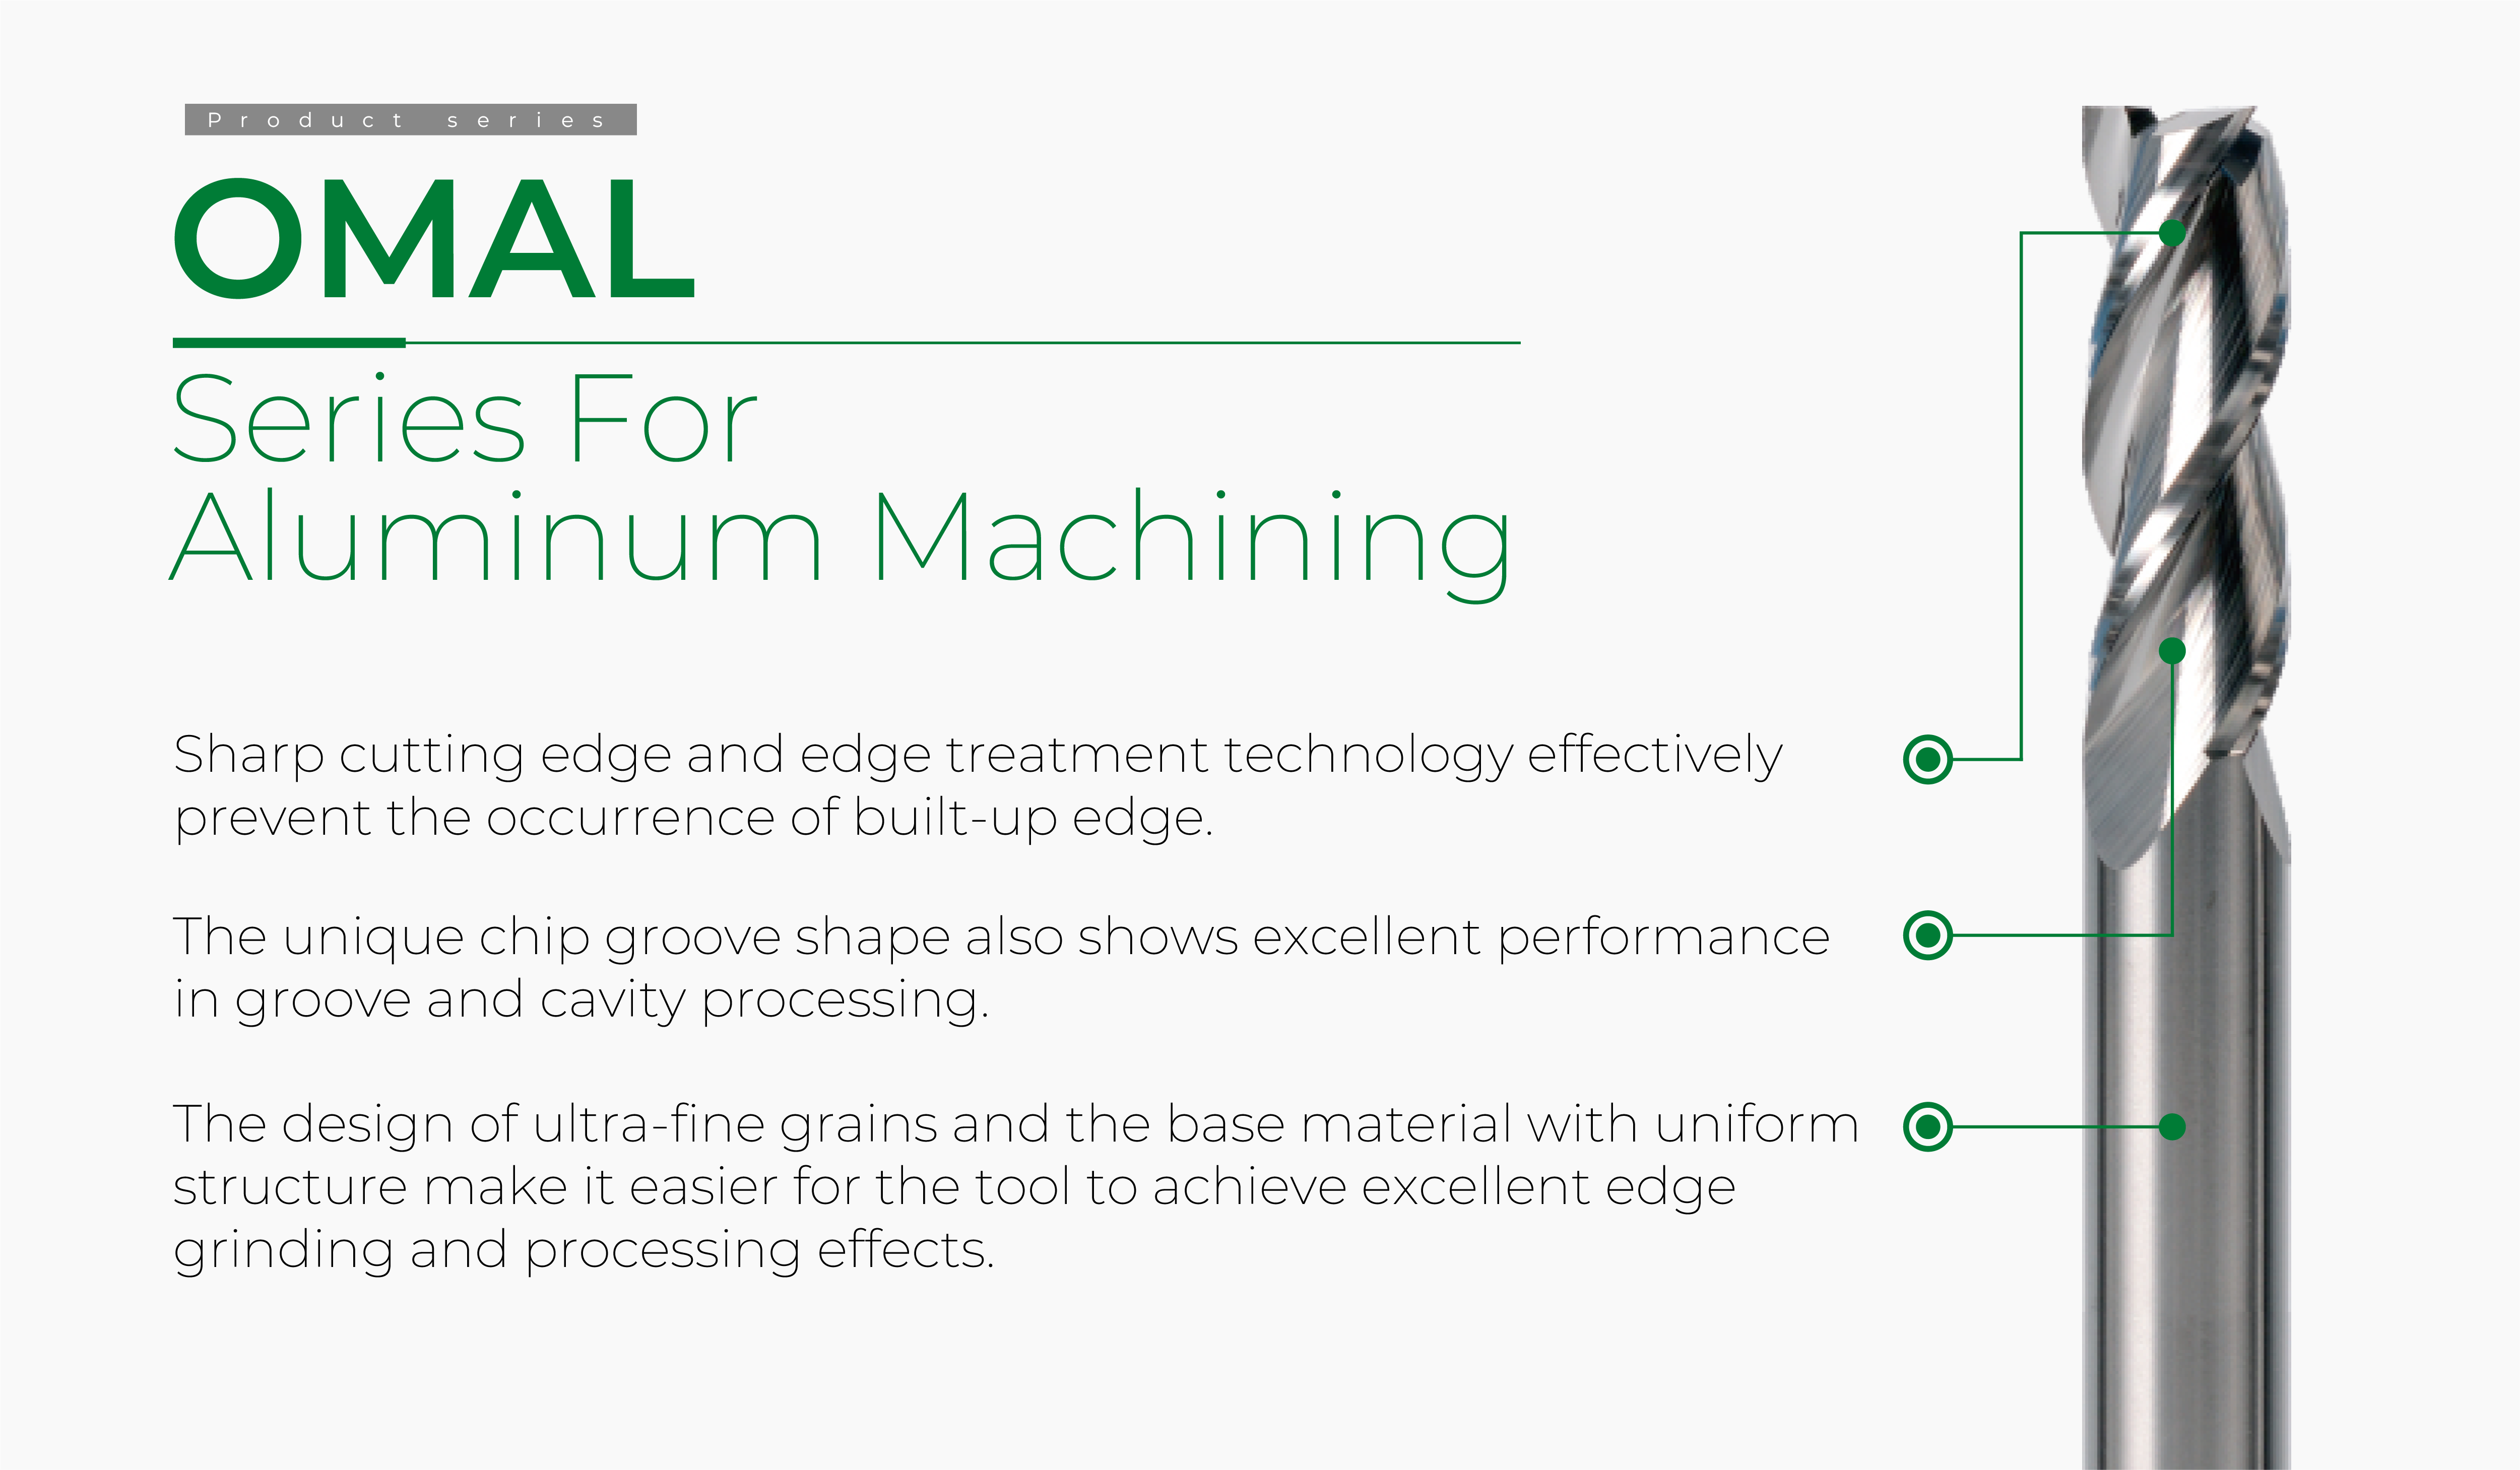 Product series
OMAL
Series For
Aluminum Machining
Sharp cutting edge and edge treatment technology effectively
prevent the occurrence of built-up edge.
The unique chip groove shape also shows excellent performance
in groove and cavity processing.
The design of ultra-fine grains and the base material with uniform
structure make it easier for the tool to achieve excellent edge
grinding and processing effects.